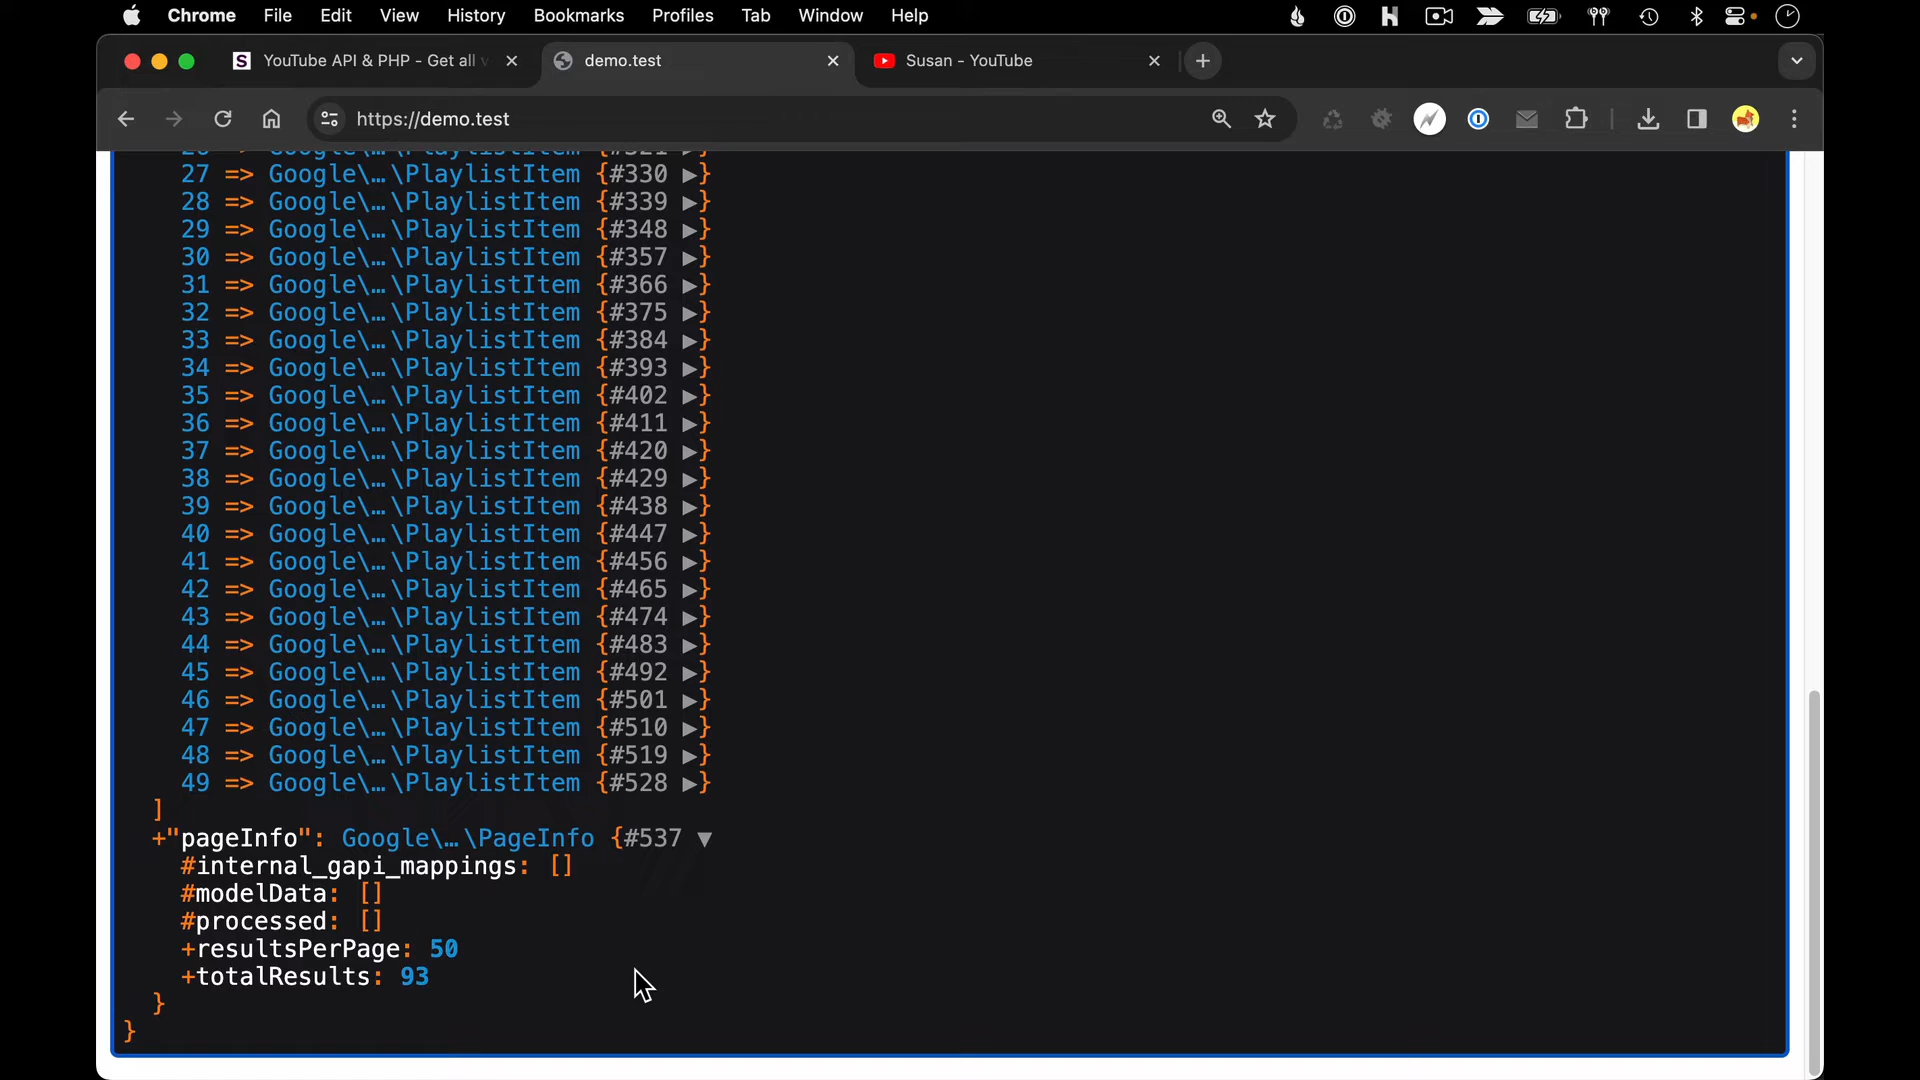 Chrome File Edit View History Bookmarks Profiles Tab Window Help
S YouTube API & PHP - Get all v demo.test Susan - YouTube
https://demo.test
27 => Google\…\PlaylistItem {#330 ▶}
28 => Google\…\PlaylistItem {#339 ▶}
29 => Google\…\PlaylistItem {#348 ▶}
30 => Google\…\PlaylistItem {#357 ▶}
31 => Google\…\PlaylistItem {#366 ▶}
32 => Google\…\PlaylistItem {#375 ▶}
33 => Google\…\PlaylistItem {#384 ▶}
34 => Google\…\PlaylistItem {#393 ▶}
35 => Google\…\PlaylistItem {#402 ▶}
36 => Google\…\PlaylistItem {#411 ▶}
37 => Google\…\PlaylistItem {#420 ▶}
38 => Google\…\PlaylistItem {#429 ▶}
39 => Google\…\PlaylistItem {#438 ▶}
40 => Google\…\PlaylistItem {#447 ▶}
41 => Google\…\PlaylistItem {#456 ▶}
42 => Google\…\PlaylistItem {#465 ▶}
43 => Google\…\PlaylistItem {#474 ▶}
44 => Google\…\PlaylistItem {#483 ▶}
45 => Google\…\PlaylistItem {#492 ▶}
46 => Google\…\PlaylistItem {#501 ▶}
47 => Google\…\PlaylistItem {#510 ▶}
48 => Google\…\PlaylistItem {#519 ▶}
49 => Google\…\PlaylistItem {#528 ▶}
]
+"pageInfo": Google\…\PageInfo {#537 ▼
#internal_gapi_mappings: []
#modelData: []
#processed: []
+resultsPerPage: 50
+totalResults: 93
}
}